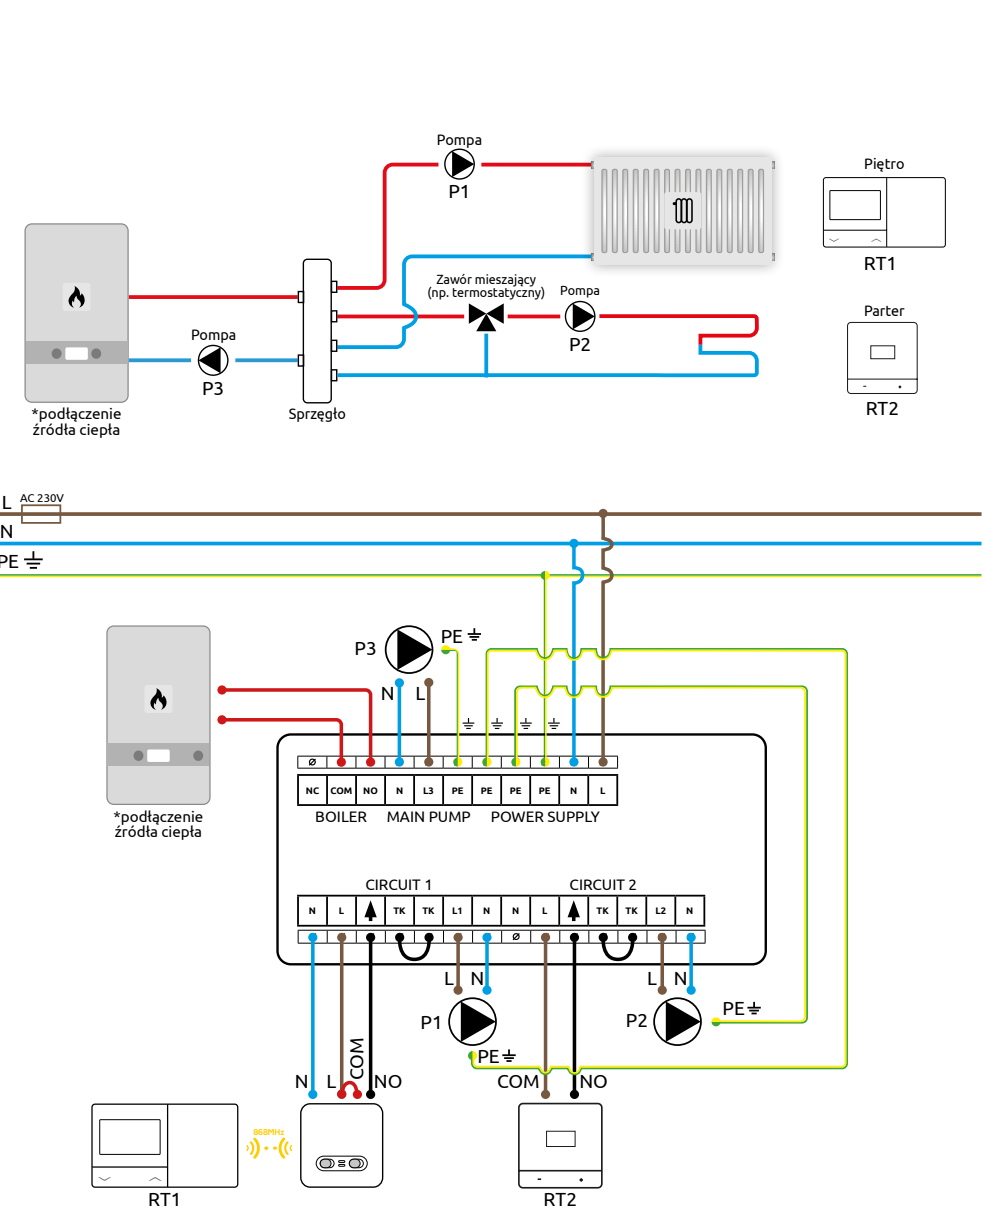 Pompa
P1
Piętro
RT1
Zawór mieszający
(np. termostatyczny)
Pompa
P2
Parter
RT2
Pompa
P3
*podłączenie
źródła ciepła
Sprzęgło
L AC 230V
N
PE
P3
PE
N L
*podłączenie
źródła ciepła
Ø
NC COM NO N L3 PE PE PE PE N L
BOILER MAIN PUMP POWER SUPPLY
CIRCUIT 1 CIRCUIT 2
N L TK TK L1 N N L TK TK L2 N
Ø
L N L N
P1 P2 PE
PE
N L COM NO COM NO
868MHz
RT1 RT2